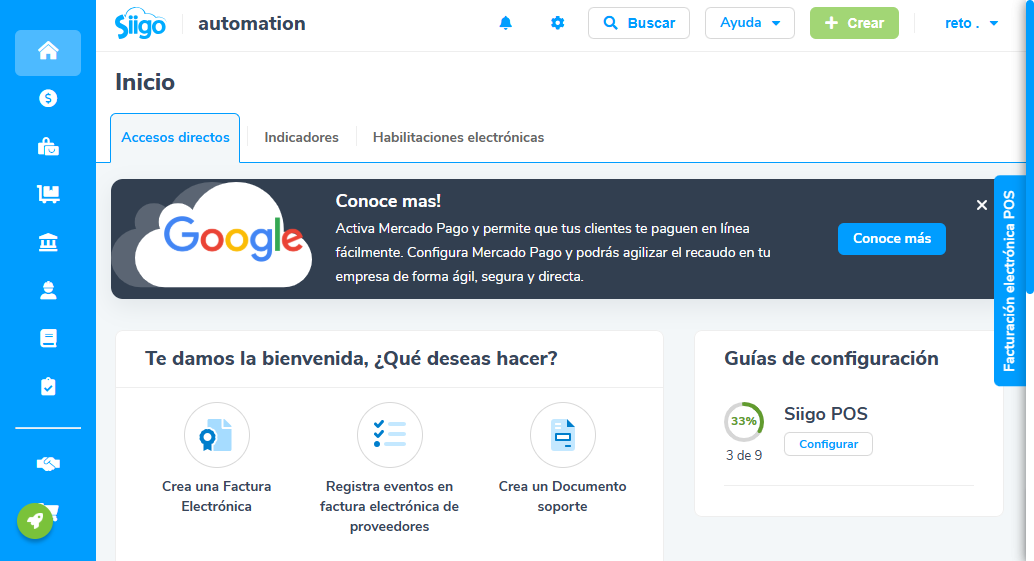 Siigo
automation
Buscar
Ayuda
Crear
reto .
Inicio
Accesos directos
Indicadores
Habilitaciones electrónicas
Google
Conoce mas!
Activa Mercado Pago y permite que tus clientes te paguen en línea
fácilmente. Configura Mercado Pago y podrás agilizar el recaudo en tu
empresa de forma ágil, segura y directa.
Conoce más
Facturación electrónica POS
Te damos la bienvenida, ¿Qué deseas hacer?
Crea una Factura
Electrónica
Registra eventos en
factura electrónica de
proveedores
Crea un Documento
soporte
Guías de configuración
33%
3 de 9
Siigo POS
Configurar